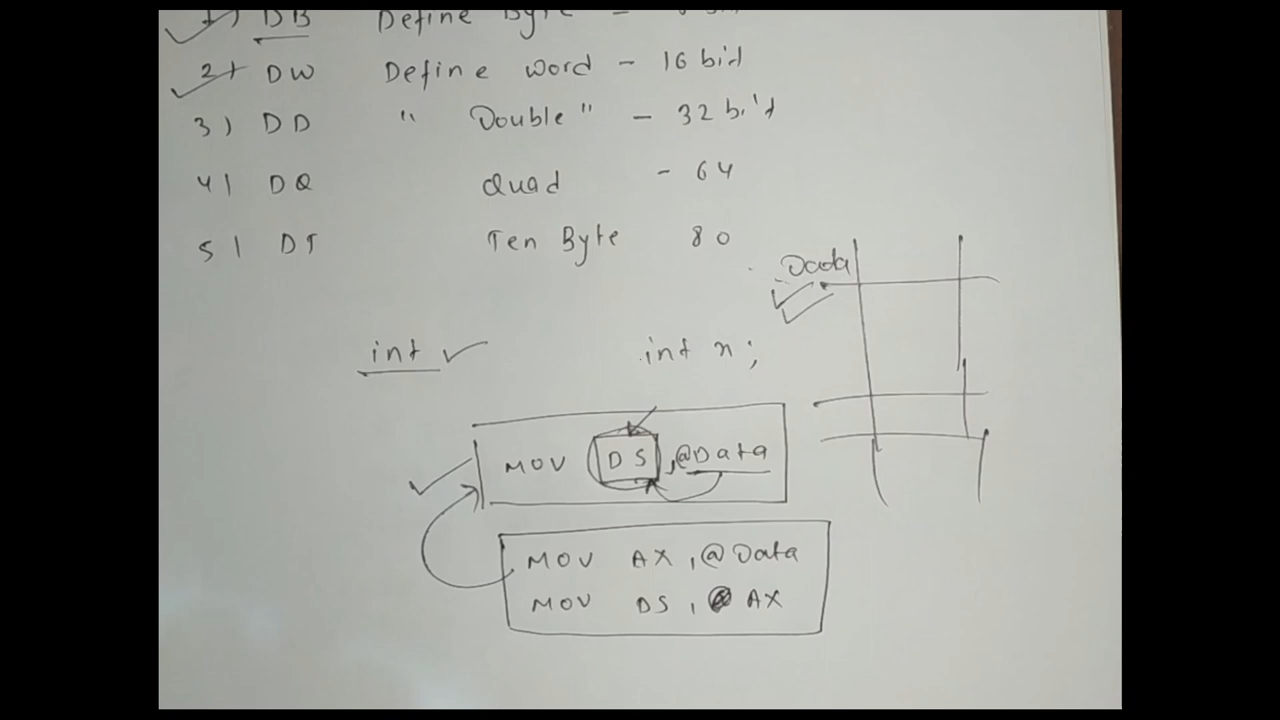 1) DB Define Byte -
2) DW Define word - 16 bit
3) DD " Double " - 32 bit
4) DQ Quad - 64
5) DT Ten Byte 80
Data
int int n;
MOV DS ,@Data
MOV AX ,@Data
MOV DS , AX